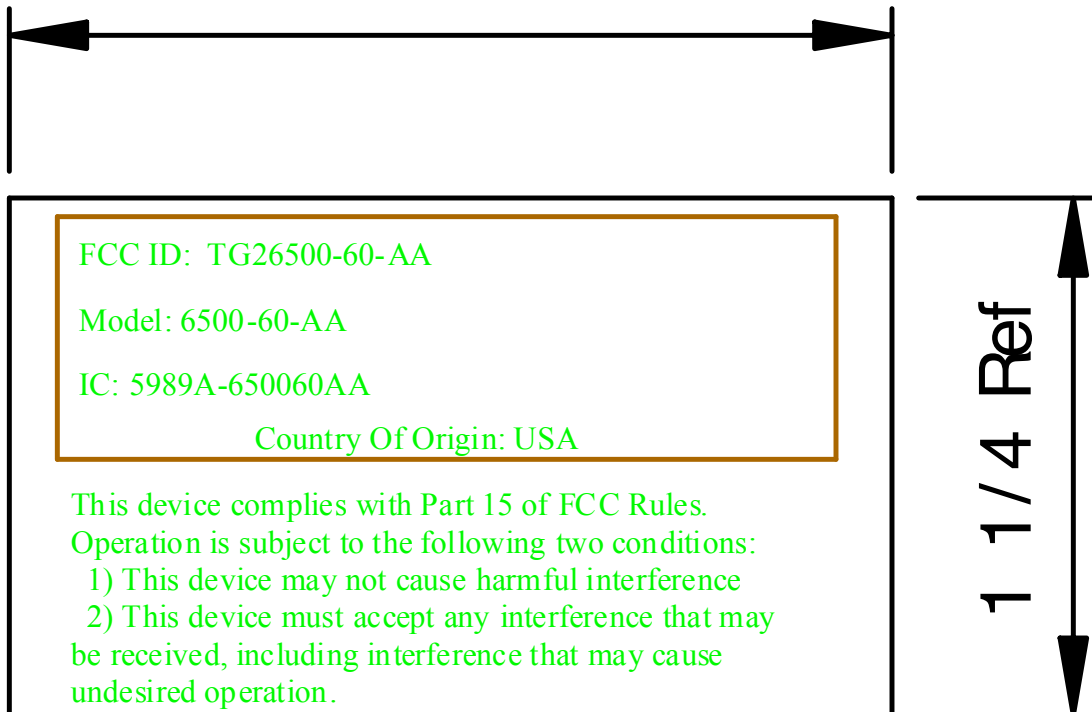 FCC ID: TG26500-60-AA
Model: 6500-60-AA
IC: 5989A-650060AA
Country Of Origin: USA
This device complies with Part 15 of FCC Rules.
Operation is subject to the following two conditions:
1) This device may not cause harmful interference
2) This device must accept any interference that may
be received, including interference that may cause
undesired operation.
1 1/4 Ref